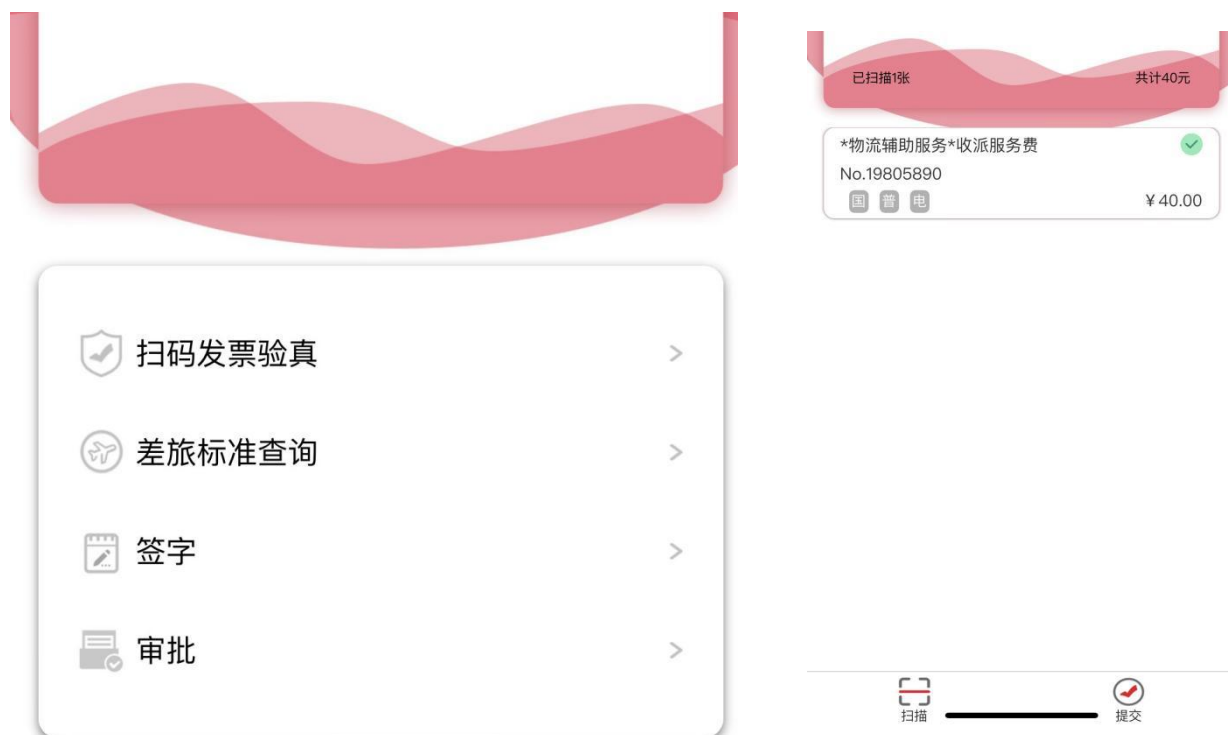 扫码发票验真
差旅标准查询
签字
审批
已扫描1张 共计40元
*物流辅助服务*收派服务费
No.19805890
国 普 电 ¥40.00
扫描 提交